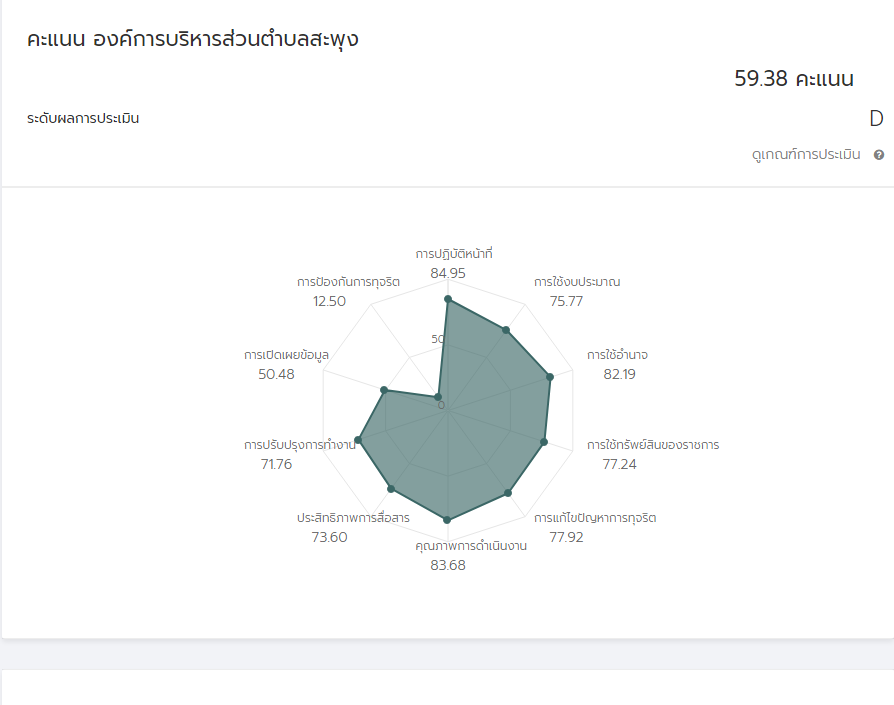 คะแนน องค์การบริหารส่วนตำบลสะพุง
59.38 คะแนน
ระดับผลการประเมิน
D
ดูเกณฑ์การประเมิน
การปฏิบัติหน้าที่
84.95
การใช้งบประมาณ
75.77
การใช้อำนาจ
82.19
การใช้ทรัพย์สินของราชการ
77.24
การแก้ไขปัญหาการทุจริต
77.92
คุณภาพการดำเนินงาน
83.68
ประสิทธิภาพการสื่อสาร
73.60
การปรับปรุงการทำงาน
71.76
การเปิดเผยข้อมูล
50.48
การป้องกันการทุจริต
12.50
50
0